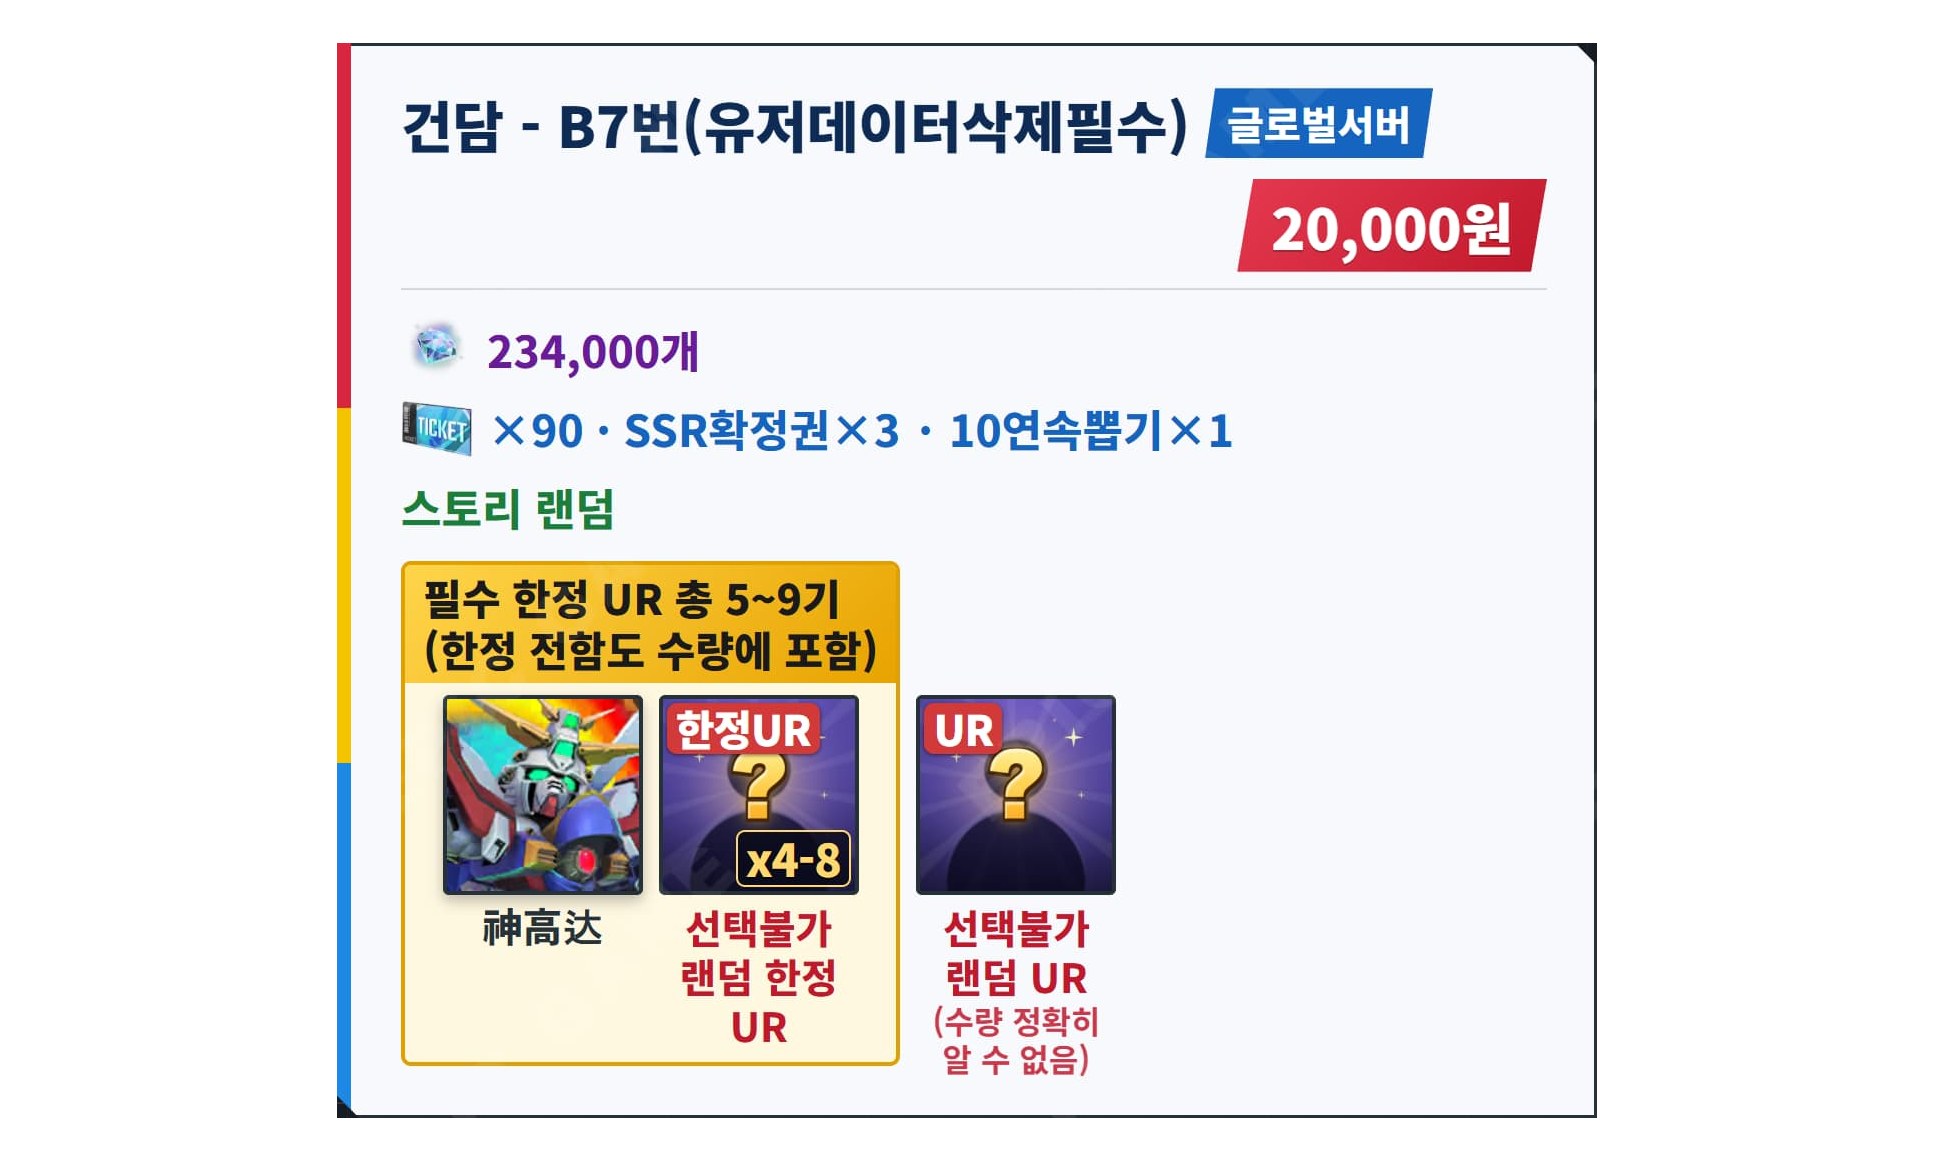 건담 - B7번(유저데이터삭제필수) 글로벌서버
20,000원
234,000개
TICKET ×90 · SSR확정권×3 · 10연속뽑기×1
스토리 랜덤
필수 한정 UR 총 5~9기
(한정 전함도 수량에 포함)
한정UR
x4-8
UR
神高达
선택불가
랜덤 한정
UR
선택불가
랜덤 UR
(수량 정확히
알 수 없음)